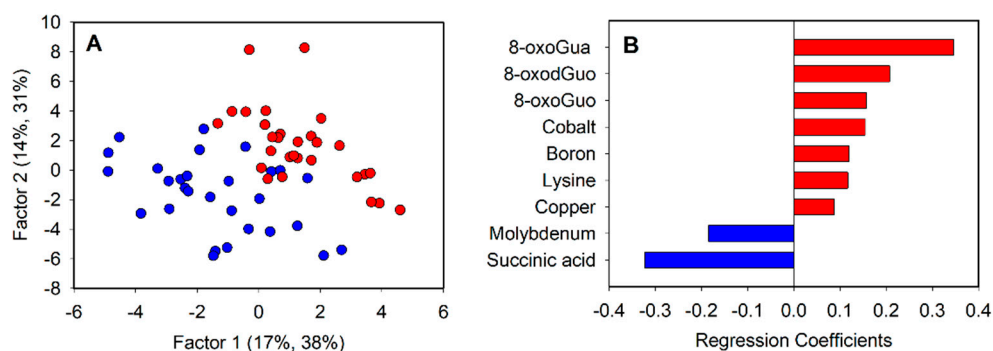 A
Factor 2 (14%, 31%)
10
8
6
4
2
0
-2
-4
-6
-8
-6
-4
-2
0
2
4
6
Factor 1 (17%, 38%)
B
8-oxoGua
8-oxodGuo
8-oxoGuo
Cobalt
Boron
Lysine
Copper
Molybdenum
Succinic acid
-0.4
-0.3
-0.2
-0.1
0.0
0.1
0.2
0.3
0.4
Regression Coefficients